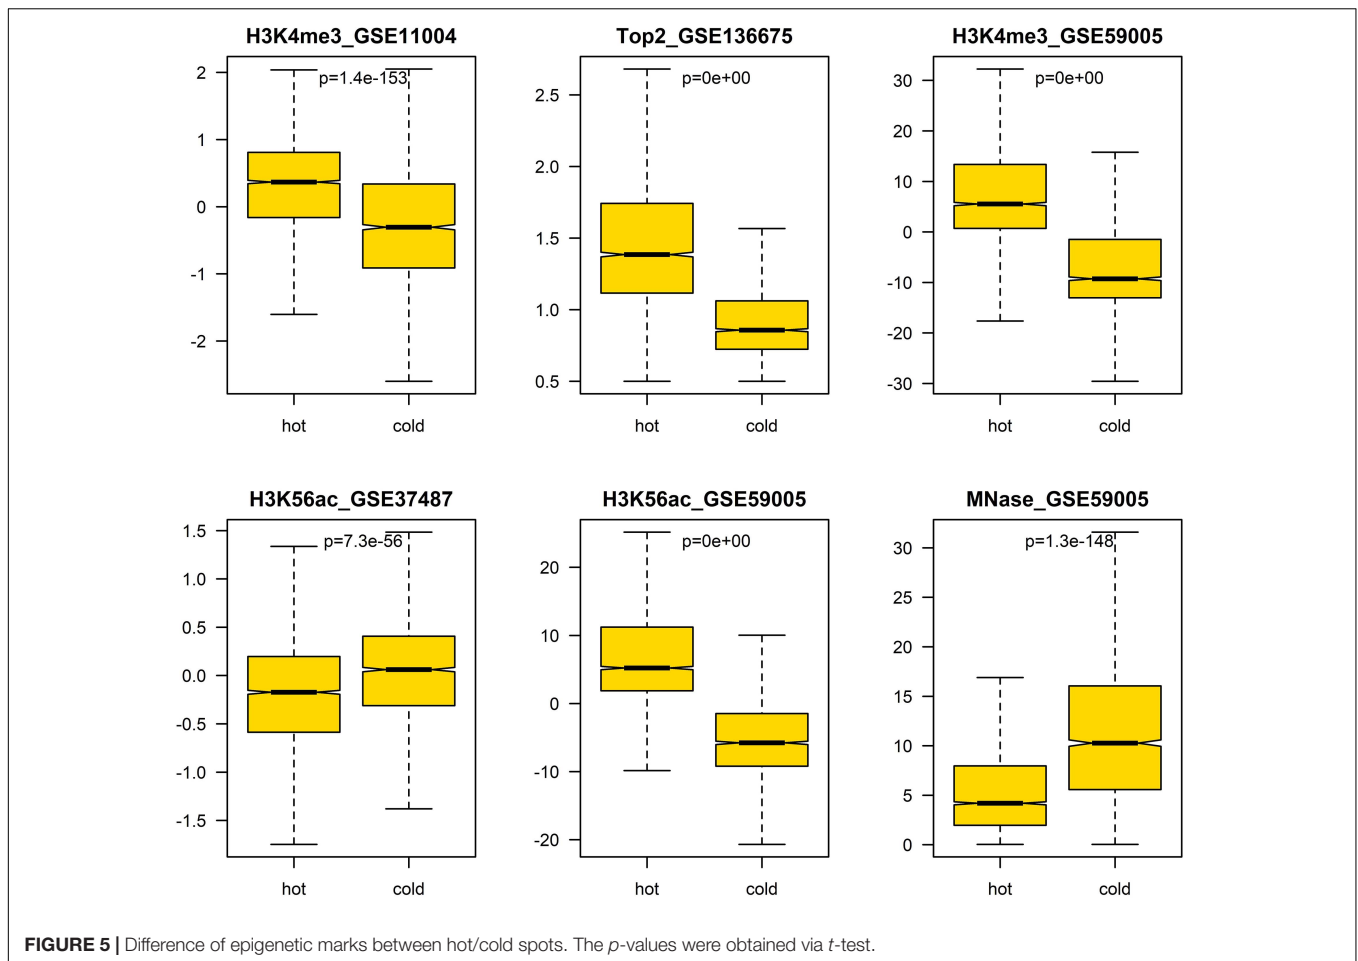 H3K4me3_GSE11004
Top2_GSE136675
H3K4me3_GSE59005
p=1.4e-153
p=0e+00
p=0e+00
2
1
0
-1
-2
2.5
2.0
1.5
1.0
0.5
30
20
10
0
-10
-20
-30
hot cold
hot cold
hot cold
H3K56ac_GSE37487
H3K56ac_GSE59005
MNase_GSE59005
p=7.3e-56
p=0e+00
p=1.3e-148
1.5
1.0
0.5
0.0
-0.5
-1.0
-1.5
20
10
0
-10
-20
30
25
20
15
10
5
0
hot cold
hot cold
hot cold
FIGURE 5 | Difference of epigenetic marks between hot/cold spots. The p-values were obtained via t-test.